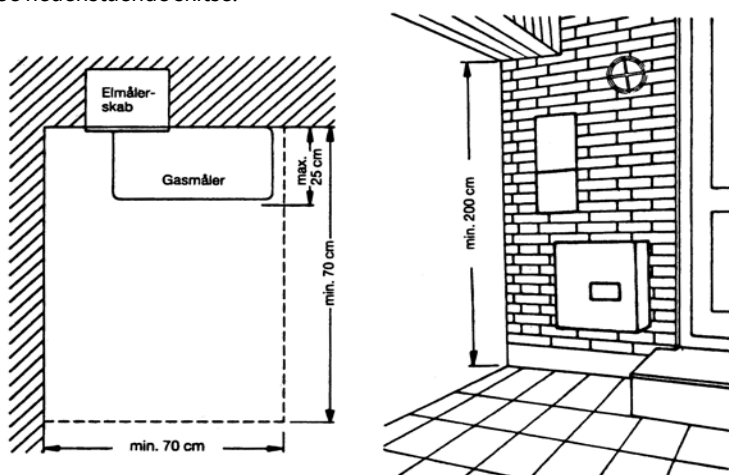 Elmåler-
skab
Gasmåler
max.
25 cm
min. 70 cm
min. 70 cm
min. 200 cm